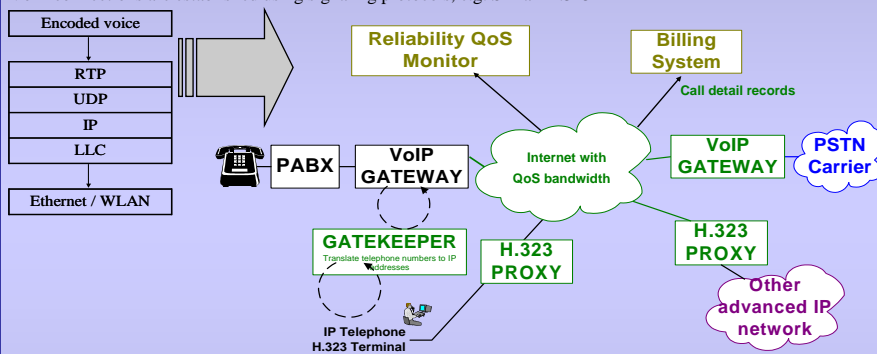 Encoded voice
RTP
UDP
IP
LLC
Ethernet / WLAN
Reliability QoS
Monitor
Billing
System
Call detail records
PABX
VoIP
GATEWAY
Internet with
QoS bandwidth
VoIP
GATEWAY
PSTN
Carrier
GATEKEEPER
Translate telephone numbers to IP
addresses
H.323
PROXY
H.323
PROXY
IP Telephone
H.323 Terminal
Other
advanced IP
network